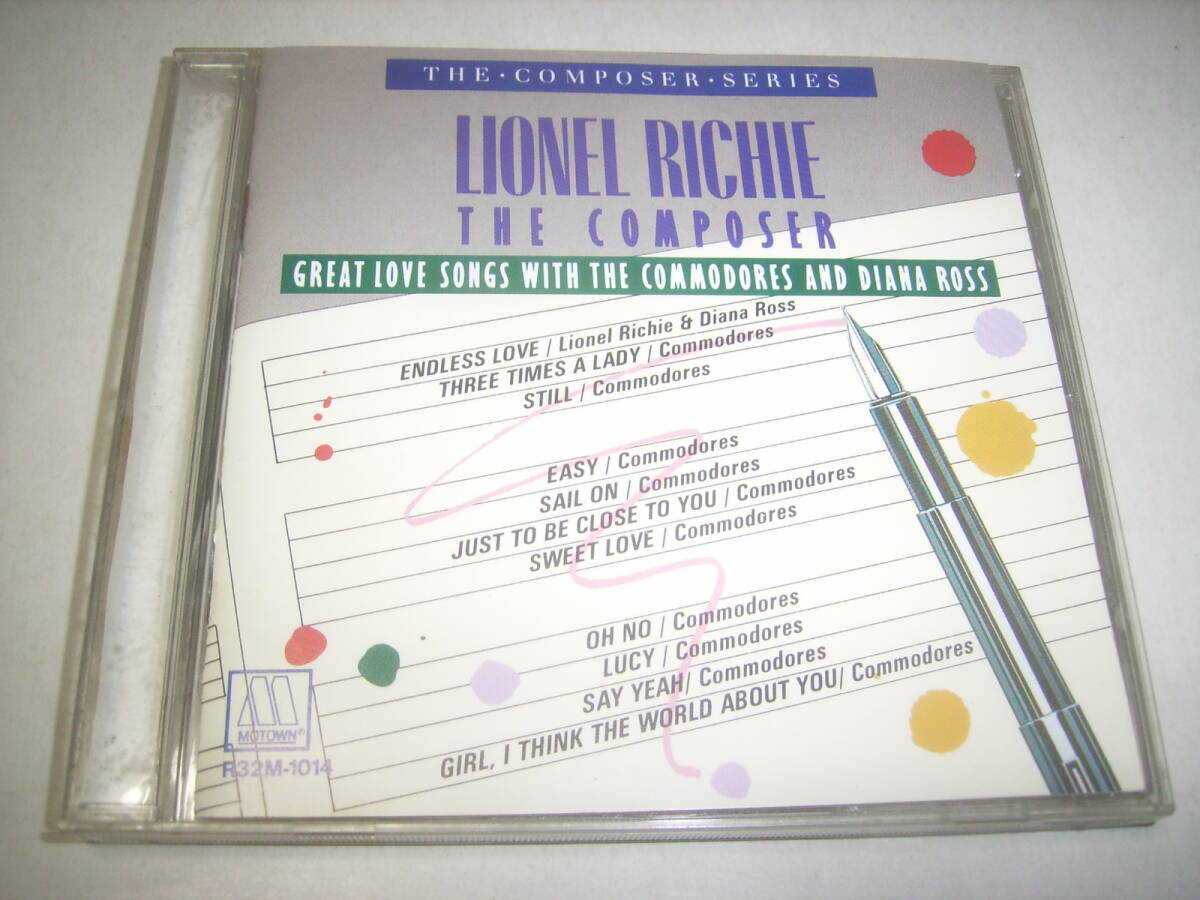 THE·COMPOSER·SERIES
LIONEL RICHIE
THE COMPOSER
GREAT LOVE SONGS WITH THE COMMODORES AND DIANA ROSS
ENDLESS LOVE / Lionel Richie & Diana Ross
THREE TIMES A LADY / Commodores
STILL / Commodores
EASY / Commodores
SAIL ON / Commodores
JUST TO BE CLOSE TO YOU / Commodores
SWEET LOVE / Commodores
OH NO / Commodores
LUCY / Commodores
SAY YEAH/ Commodores
GIRL, I THINK THE WORLD ABOUT YOU/ Commodores
MOTOWN®
R32M-1014